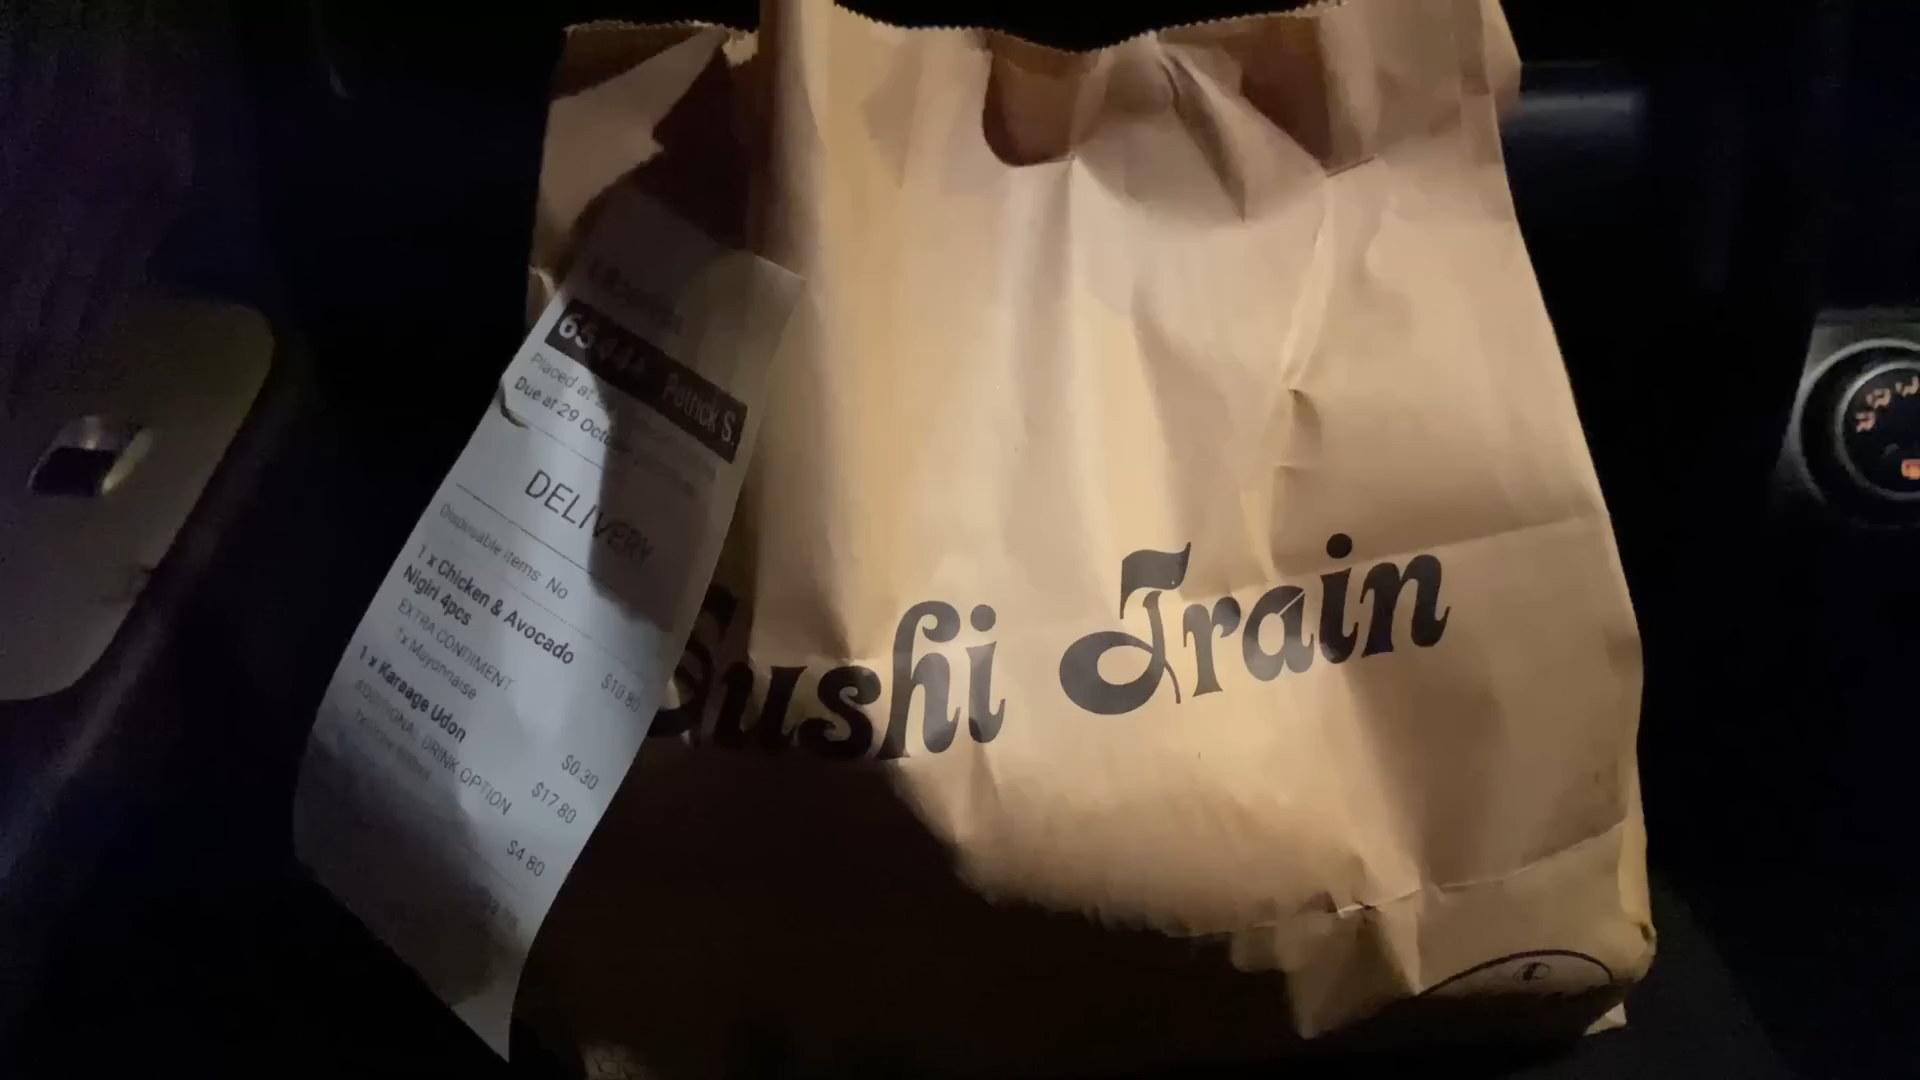 Patrick S.
Placed at
Due at 29 Octo
DELIVERY
Disposable items: No
1 x Chicken & Avocado
Nigiri 4pcs
$10.80
EXTRA CONDIMENT
1x Mayonnaise
$0.30
1 x Karaage Udon
$17.80
ADDITIONAL DRINK OPTION
$4.80
Sushi Train